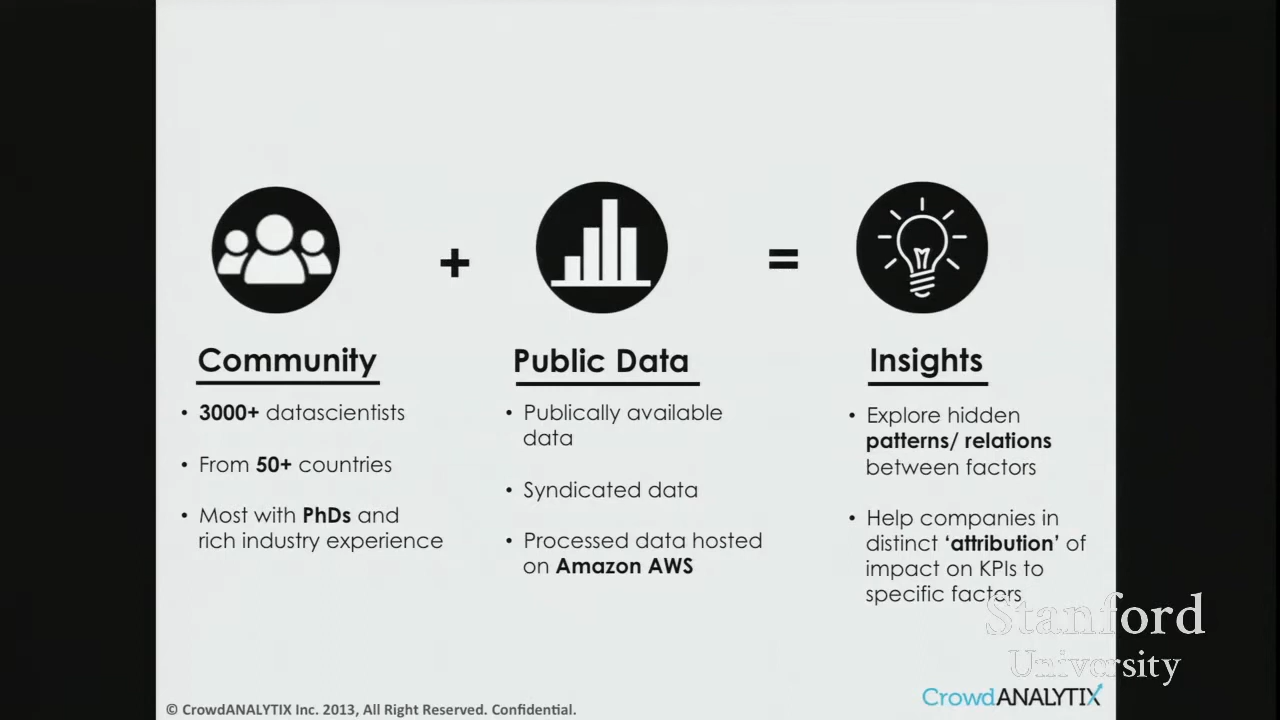 +
=
Community
• 3000+ datascientists
• From 50+ countries
• Most with PhDs and
rich industry experience
Public Data
• Publically available
data
• Syndicated data
• Processed data hosted
on Amazon AWS
Insights
• Explore hidden
patterns/ relations
between factors
• Help companies in
distinct ‘attribution’ of
impact on KPIs to
specific factors
Stanford
University
CrowdANALYTIX
© CrowdANALYTIX Inc. 2013, All Right Reserved. Confidential.